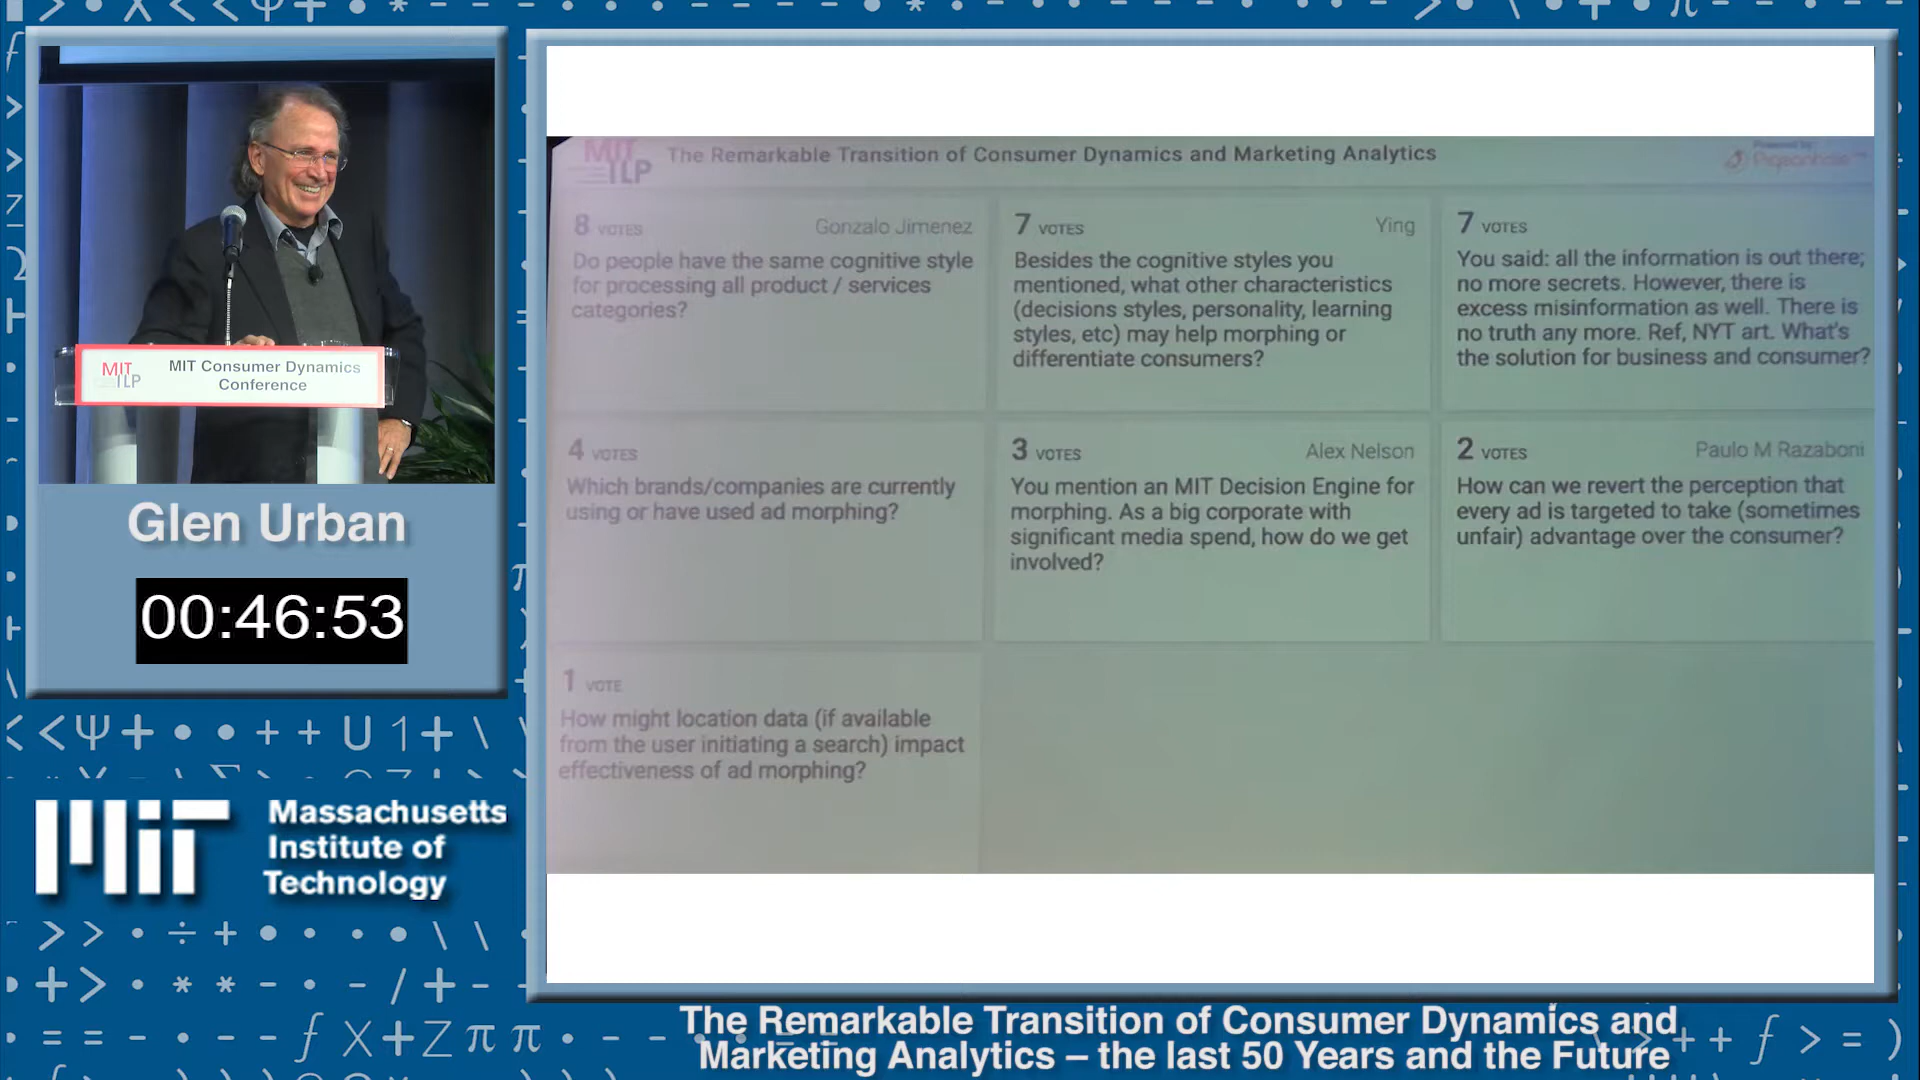 MIT
ILP
MIT Consumer Dynamics
Conference
Glen Urban
00:46:53
MIT
Massachusetts
Institute of
Technology
MIT
ILP
The Remarkable Transition of Consumer Dynamics and Marketing Analytics
Powered by
Pigeonhole
8 VOTES
Gonzalo Jimenez
Do people have the same cognitive style
for processing all product / services
categories?
7 VOTES
Ying
Besides the cognitive styles you
mentioned, what other characteristics
(decisions styles, personality, learning
styles, etc) may help morphing or
differentiate consumers?
7 VOTES
You said: all the information is out there;
no more secrets. However, there is
excess misinformation as well. There is
no truth any more. Ref, NYT art. What's
the solution for business and consumer?
4 VOTES
Which brands/companies are currently
using or have used ad morphing?
3 VOTES
Alex Nelson
You mention an MIT Decision Engine for
morphing. As a big corporate with
significant media spend, how do we get
involved?
2 VOTES
Paulo M Razaboni
How can we revert the perception that
every ad is targeted to take (sometimes
unfair) advantage over the consumer?
1 VOTE
How might location data (if available
from the user initiating a search) impact
effectiveness of ad morphing?
The Remarkable Transition of Consumer Dynamics and
Marketing Analytics – the last 50 Years and the Future